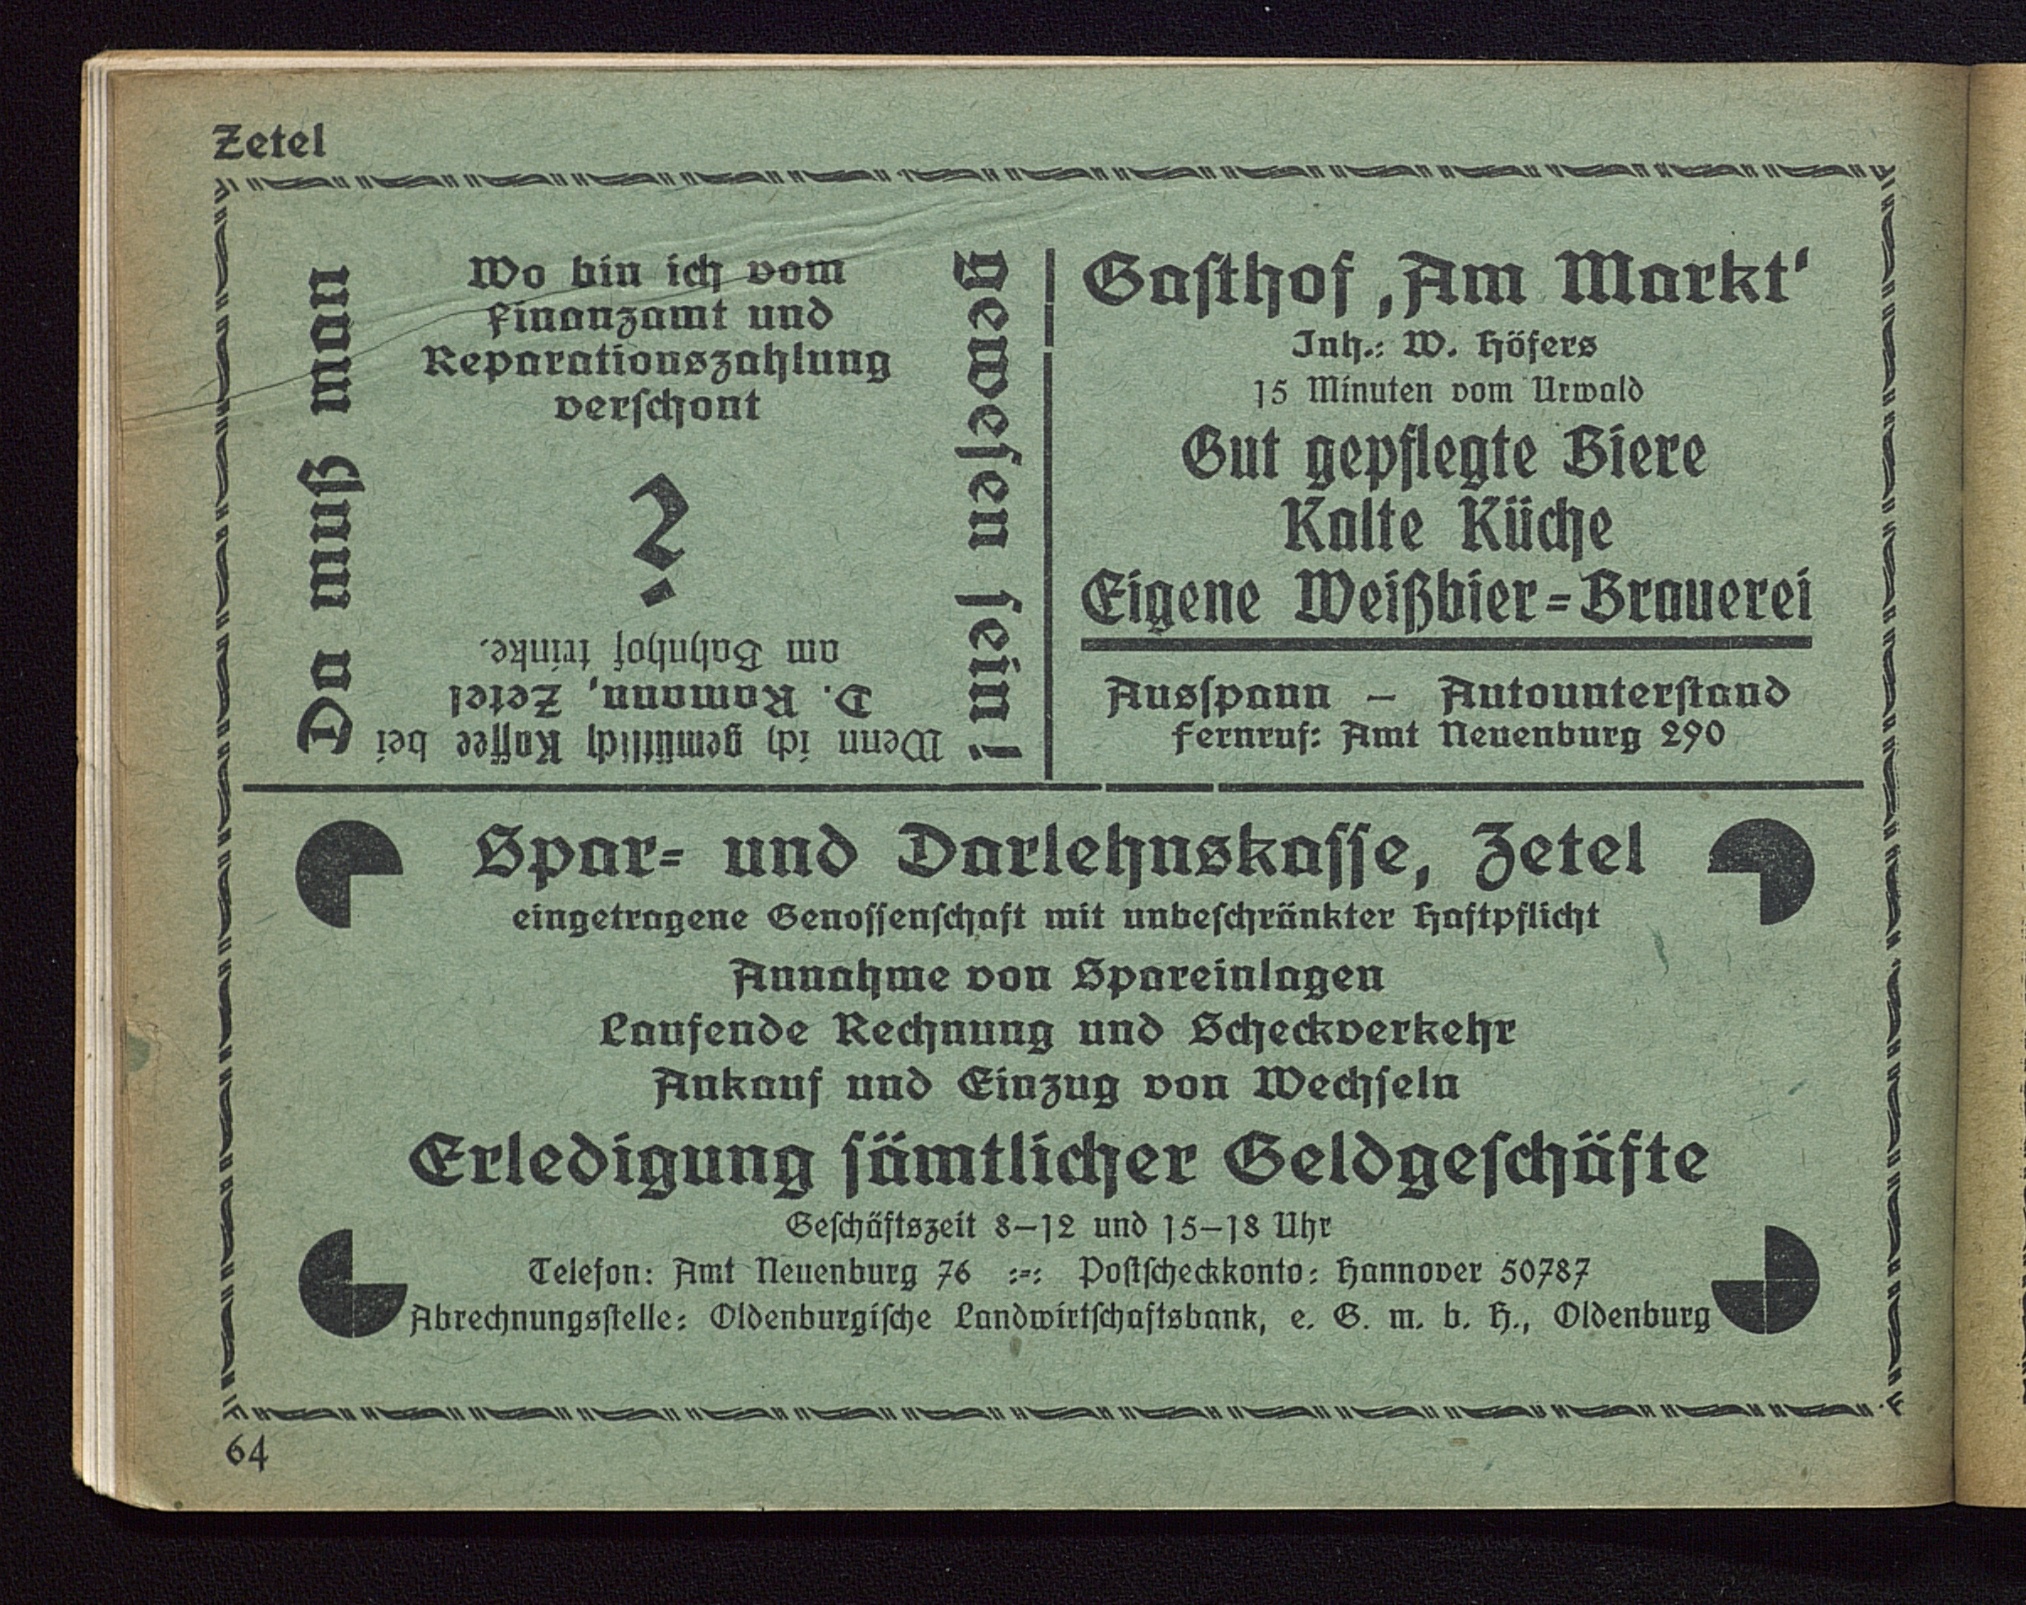 Zetel
Da muß man
Wo bin ich vom
Finanzamt und
Reparationszahlung
verschont
?
Wenn ich gemütlich Kaffee bei
D. Ramann, Zetel
am Bahnhof trinke.
gewesen sein!
Gasthof ‚Am Markt‘
Inh.: W. Höfers
15 Minuten vom Urwald
Gut gepflegte Biere
Kalte Küche
Eigene Weißbier-Brauerei
Ausspann – Autounterstand
Fernruf: Amt Neuenburg 290
Spar- und Darlehnskasse, Zetel
eingetragene Genossenschaft mit unbeschränkter Haftpflicht
Annahme von Spareinlagen
Laufende Rechnung und Scheckverkehr
Ankauf und Einzug von Wechseln
Erledigung sämtlicher Geldgeschäfte
Geschäftszeit 8–12 und 15–18 Uhr
Telefon: Amt Neuenburg 76 :-: Postscheckkonto: Hannover 50787
Abrechnungsstelle: Oldenburgische Landwirtschaftsbank, e. G. m. b. H., Oldenburg
64